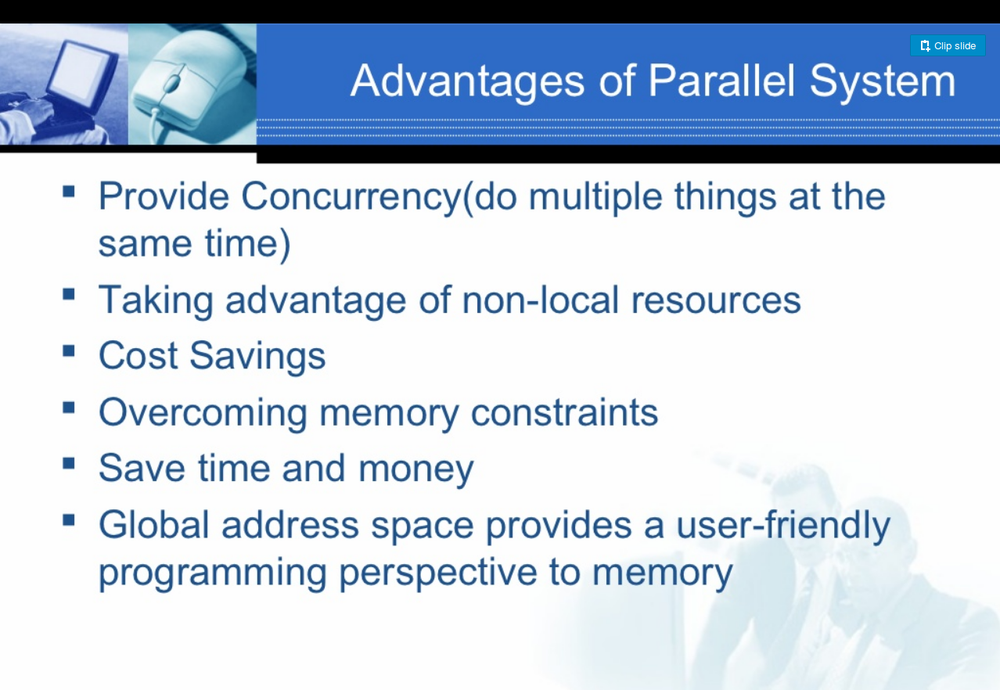 Clip slide
Advantages of Parallel System
▪ Provide Concurrency(do multiple things at the
same time)
▪ Taking advantage of non-local resources
▪ Cost Savings
▪ Overcoming memory constraints
▪ Save time and money
▪ Global address space provides a user-friendly
programming perspective to memory